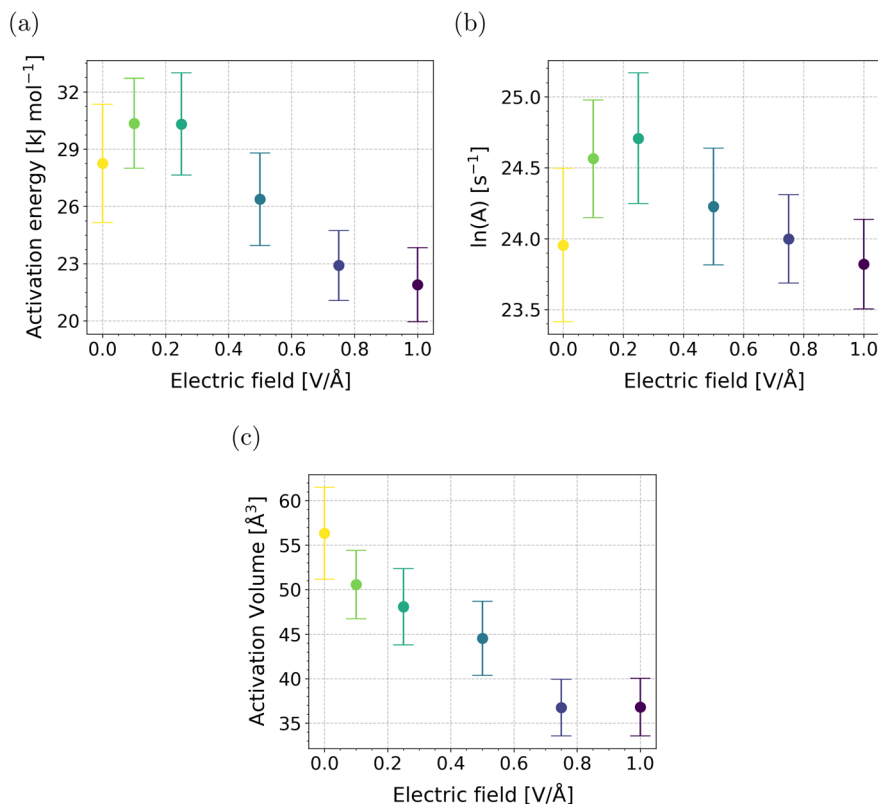 (a)
Activation energy [kJ mol⁻¹]
32
29
26
23
20
0.0 0.2 0.4 0.6 0.8 1.0
Electric field [V/Å]
(b)
ln(A) [s⁻¹]
25.0
24.5
24.0
23.5
0.0 0.2 0.4 0.6 0.8 1.0
Electric field [V/Å]
(c)
Activation Volume [Å³]
60
55
50
45
40
35
0.0 0.2 0.4 0.6 0.8 1.0
Electric field [V/Å]